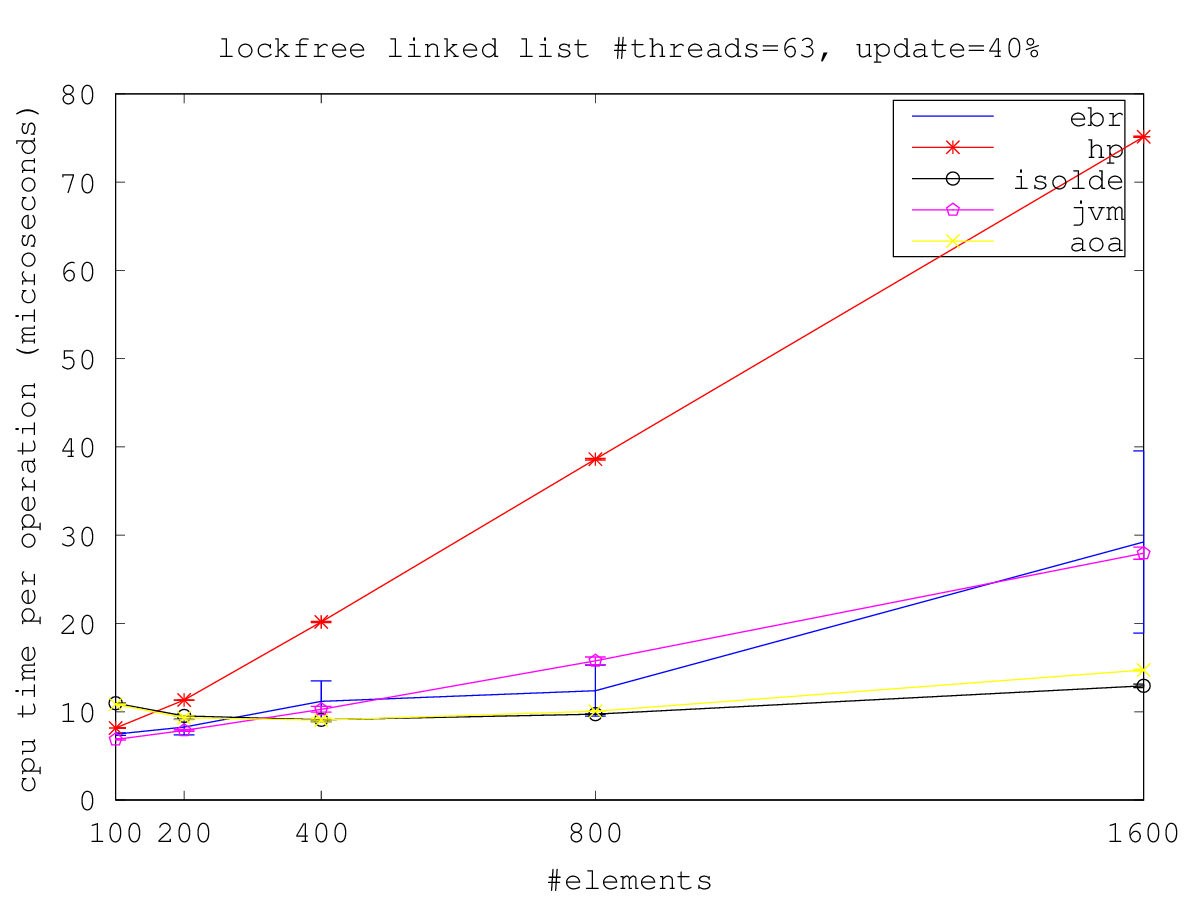 lockfree linked list #threads=63, update=40%
80
70
60
50
40
30
20
10
0
cpu time per operation (microseconds)
ebr
hp
isolde
jvm
aoa
100 200 400 800 1600
#elements